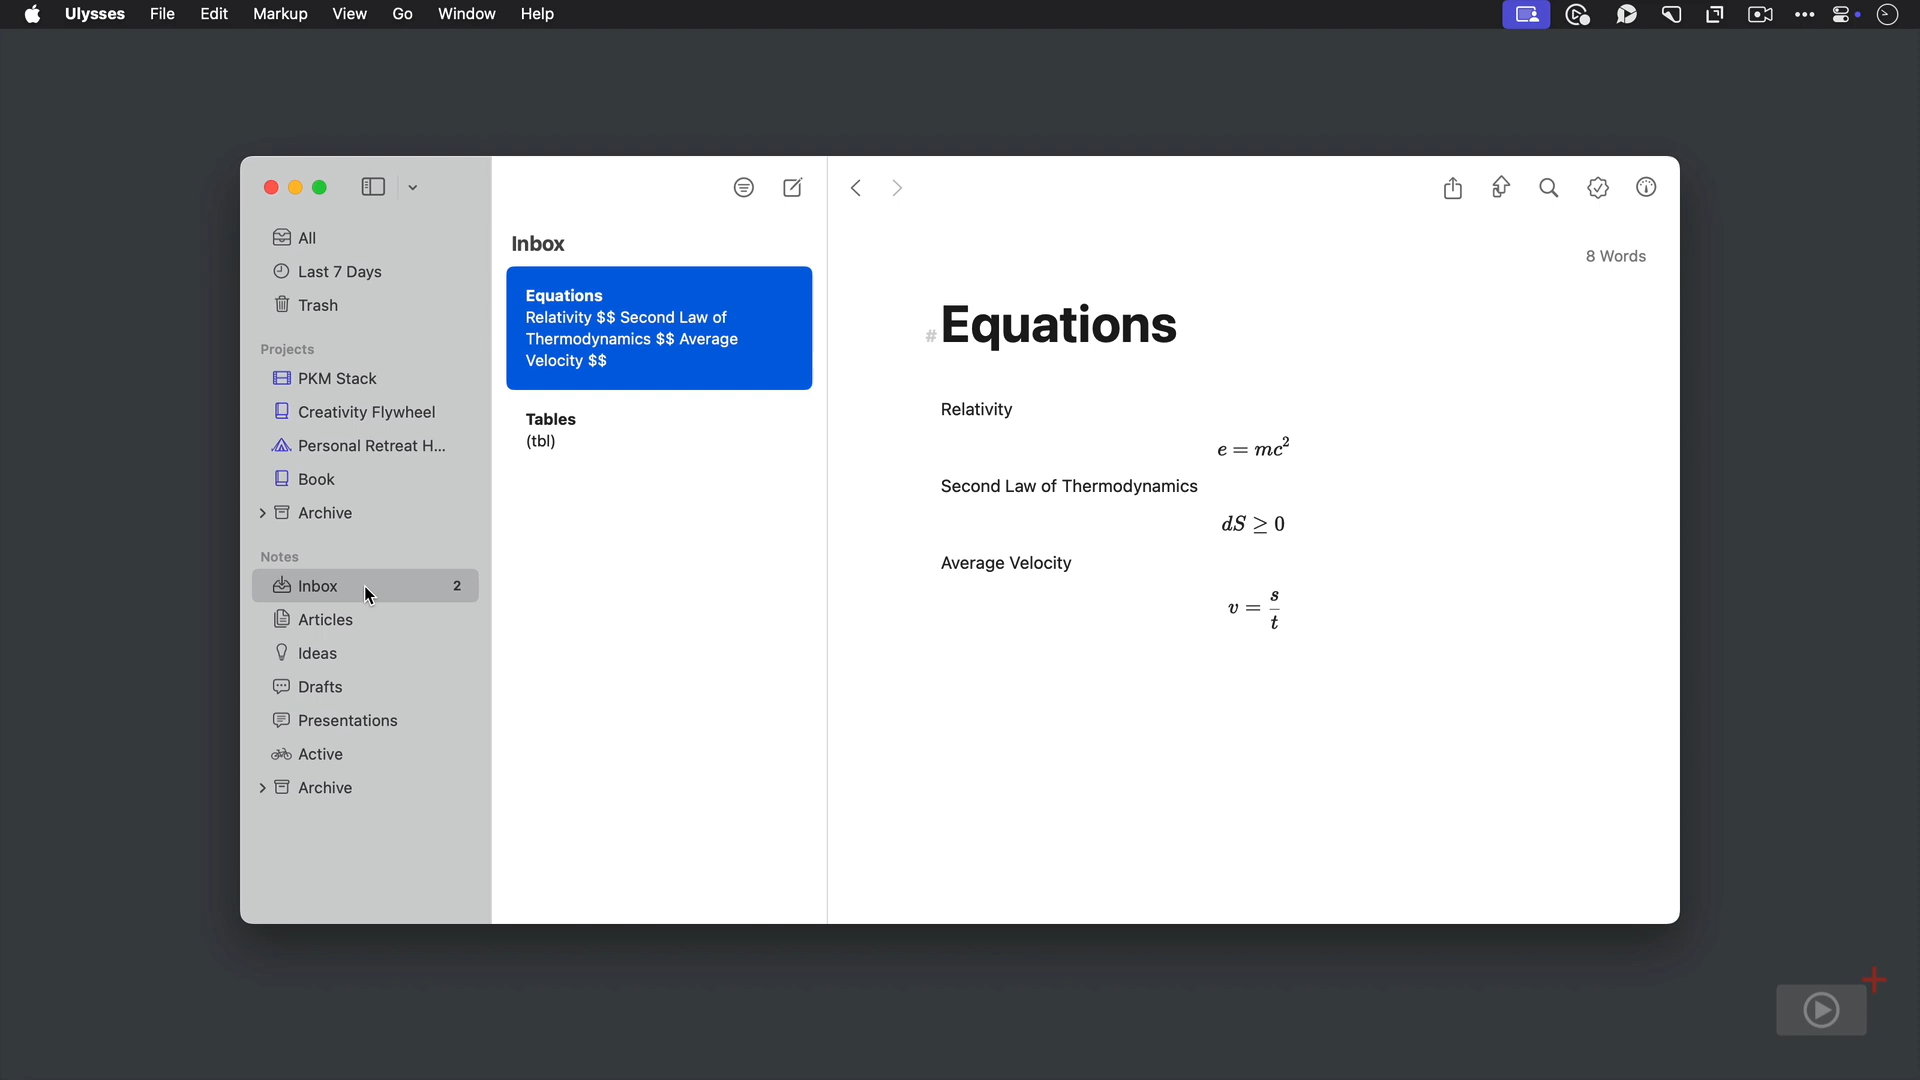 Ulysses File Edit Markup View Go Window Help
All
Last 7 Days
Trash
Projects
PKM Stack
Creativity Flywheel
Personal Retreat H...
Book
Archive
Notes
Inbox 2
Articles
Ideas
Drafts
Presentations
Active
Archive
Inbox
Equations
Relativity $$ Second Law of
Thermodynamics $$ Average
Velocity $$
Tables
(tbl)
8 Words
# Equations
Relativity
e = mc²
Second Law of Thermodynamics
dS ≥ 0
Average Velocity
v = s/t